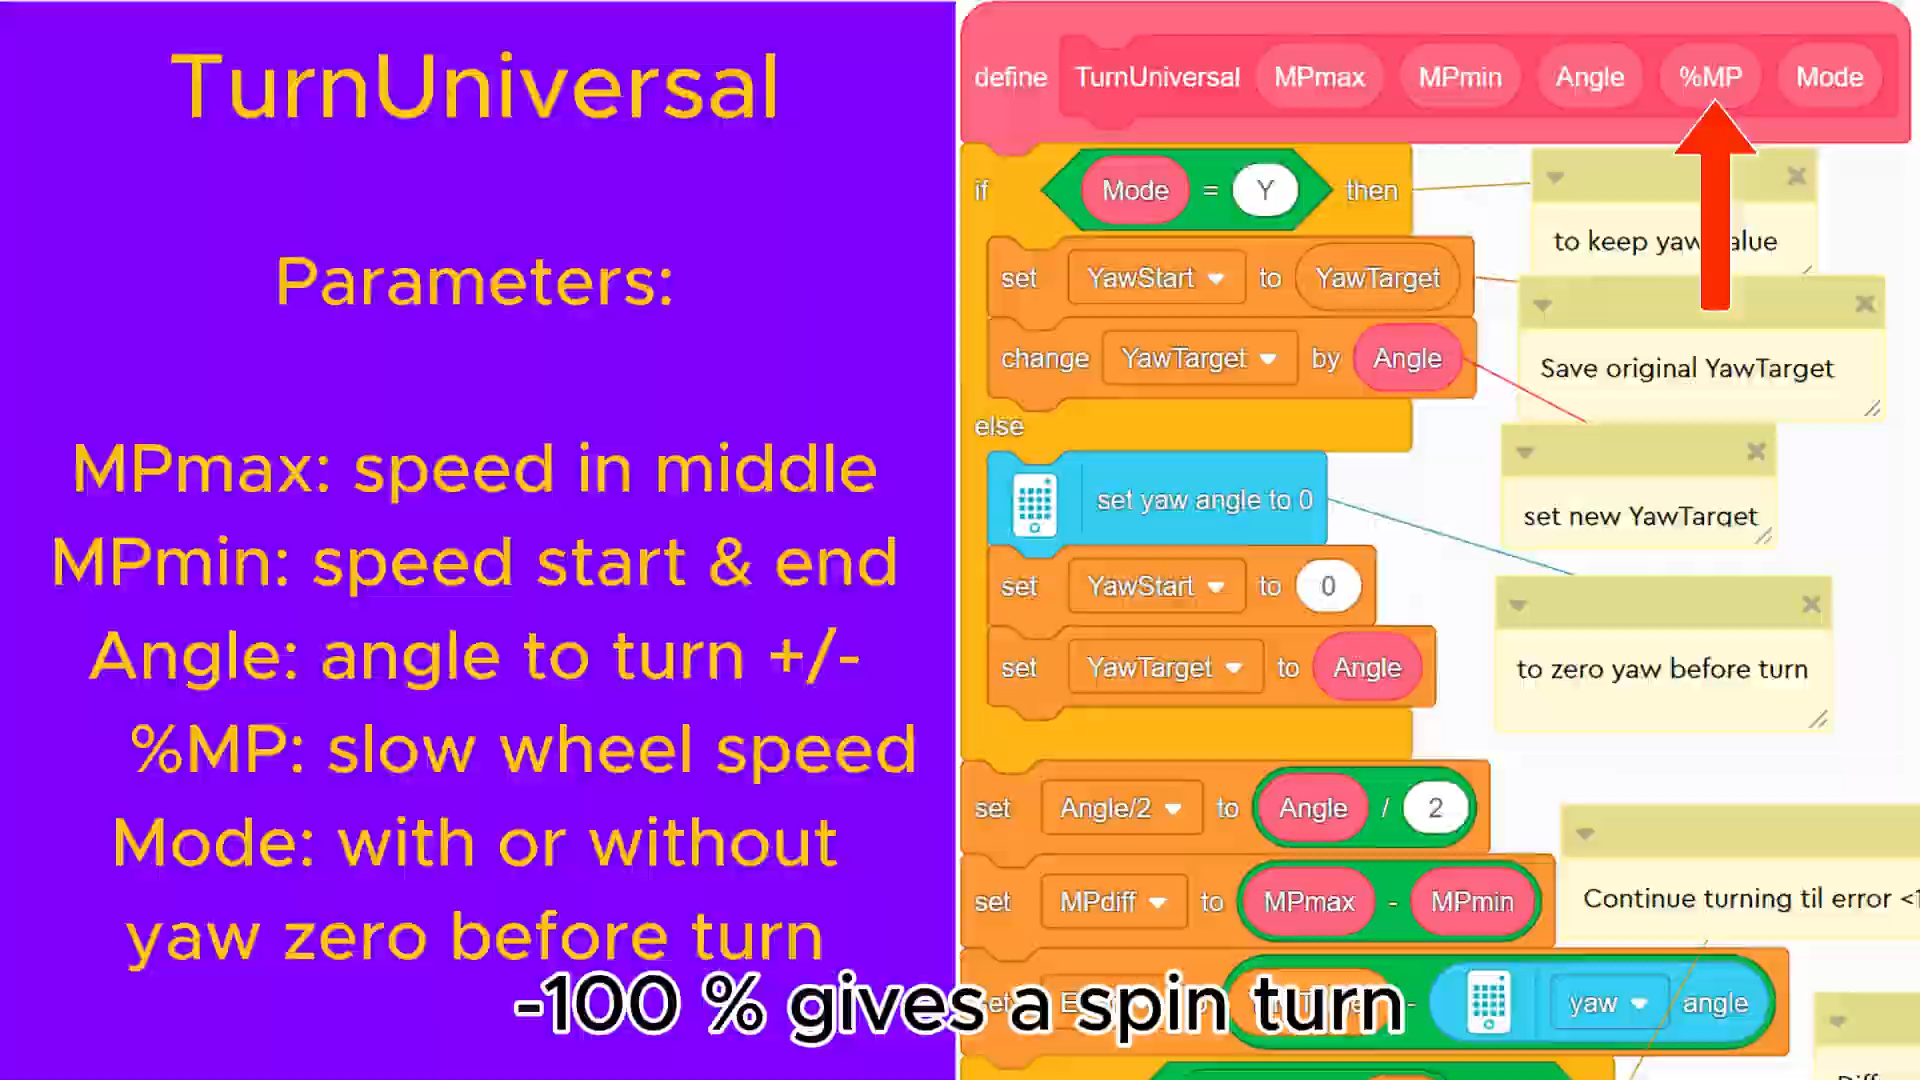 TurnUniversal
Parameters:
MPmax: speed in middle
MPmin: speed start & end
Angle: angle to turn +/-
%MP: slow wheel speed
Mode: with or without
yaw zero before turn
define TurnUniversal MPmax MPmin Angle %MP Mode
if Mode = Y then
to keep yaw alue
set YawStart to YawTarget
Save original YawTarget
change YawTarget by Angle
else
set new YawTarget
set yaw angle to 0
set YawStart to 0
set YawTarget to Angle
to zero yaw before turn
set Angle/2 to Angle / 2
set MPdiff to MPmax - MPmin
Continue turning til error <1
- yaw angle
-100 % gives a spin turn